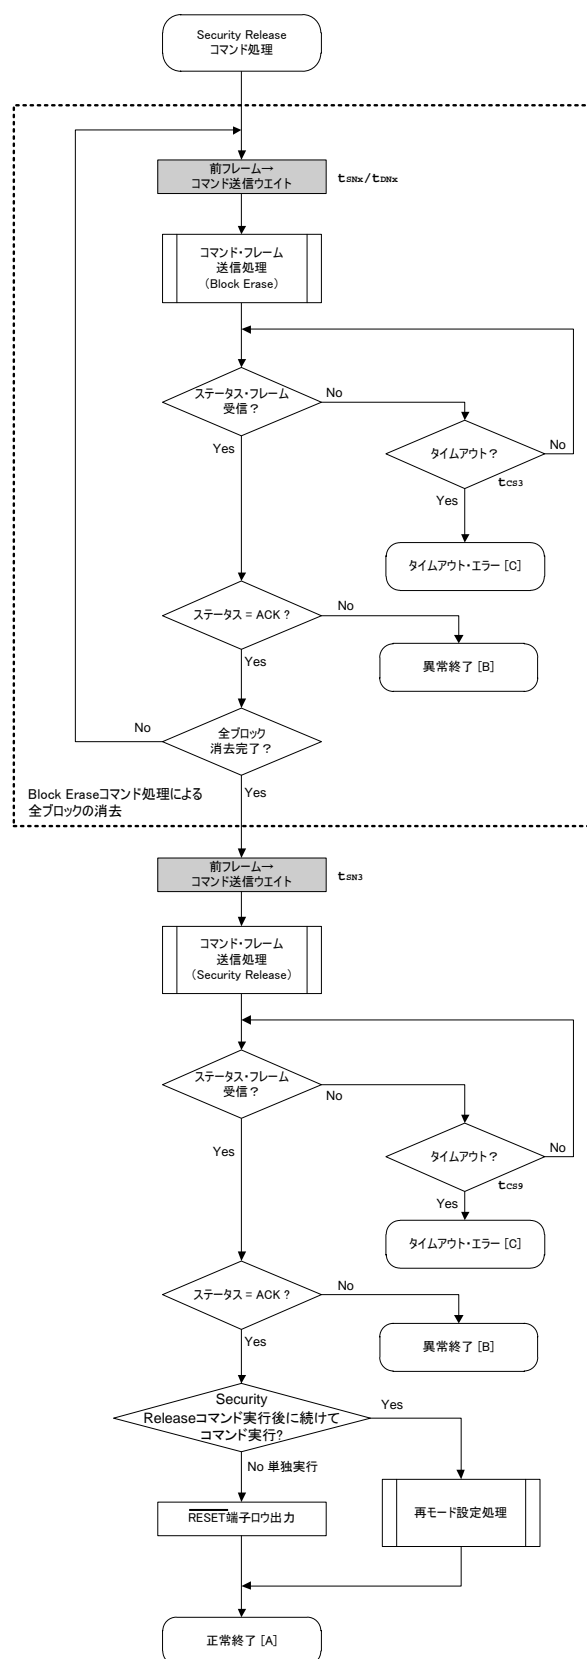 Security Release
コマンド処理
前フレーム→
コマンド送信ウエイト
tSNx/tDNx
コマンド・フレーム
送信処理
（Block Erase）
ステータス・フレーム
受信？
No
Yes
タイムアウト？
No
tCS3
Yes
タイムアウト・エラー [C]
ステータス = ACK ?
No
Yes
異常終了 [B]
全ブロック
消去完了？
No
Yes
Block Eraseコマンド処理による
全ブロックの消去
前フレーム→
コマンド送信ウエイト
tSN3
コマンド・フレーム
送信処理
（Security Release）
ステータス・フレーム
受信？
No
Yes
タイムアウト？
No
tCS9
Yes
タイムアウト・エラー [C]
ステータス = ACK ?
No
Yes
異常終了 [B]
Security
Releaseコマンド実行後に続けて
コマンド実行?
Yes
No 単独実行
RESET端子ロウ出力
再モード設定処理
正常終了 [A]